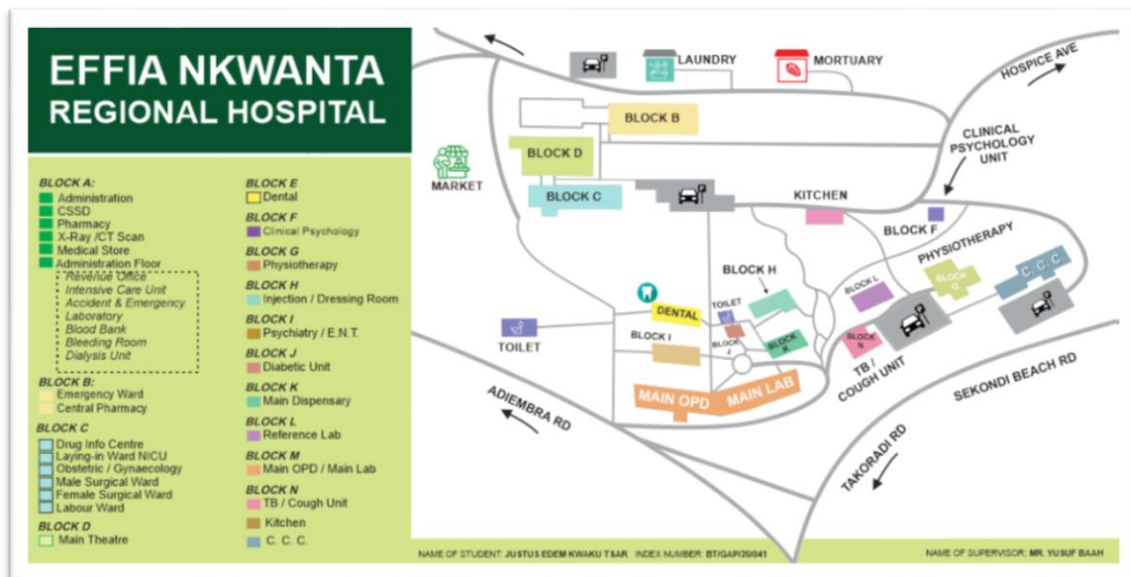 EFFIA NKWANTA
REGIONAL HOSPITAL
BLOCK A:
Administration
CSSD
Pharmacy
X-Ray /CT Scan
Medical Store
Administration Floor
Revenue Office
Intensive Care Unit
Accident & Emergency
Laboratory
Blood Bank
Bleeding Room
Dialysis Unit
BLOCK B:
Emergency Ward
Central Pharmacy
BLOCK C
Drug Info Centre
Laying-in Ward NICU
Obstetric / Gynaecology
Male Surgical Ward
Female Surgical Ward
Labour Ward
BLOCK D
Main Theatre
BLOCK E
Dental
BLOCK F
Clinical Psychology
BLOCK G
Physiotherapy
BLOCK H
Injection / Dressing Room
BLOCK I
Psychiatry / E.N.T.
BLOCK J
Diabetic Unit
BLOCK K
Main Dispensary
BLOCK L
Reference Lab
BLOCK M
Main OPD / Main Lab
BLOCK N
TB / Cough Unit
Kitchen
C. C. C.
LAUNDRY
MORTUARY
HOSPICE AVE
BLOCK B
CLINICAL
PSYCHOLOGY
UNIT
BLOCK D
MARKET
BLOCK C
KITCHEN
BLOCK F
PHYSIOTHERAPY
BLOCK H
BLOCK G
C. C. C.
BLOCK L
TOILET
DENTAL
TOILET
BLOCK I
BLOCK J
BLOCK K
BLOCK N
TB /
COUGH UNIT
MAIN OPD
MAIN LAB
ADIEMBRA RD
SEKONDI BEACH RD
TAKORADI RD
NAME OF STUDENT: JUSTUS EDEM KWAKU TSAR INDEX NUMBER: BT/GAP/20/041
NAME OF SUPERVISOR: MR. YUSUF BAAH